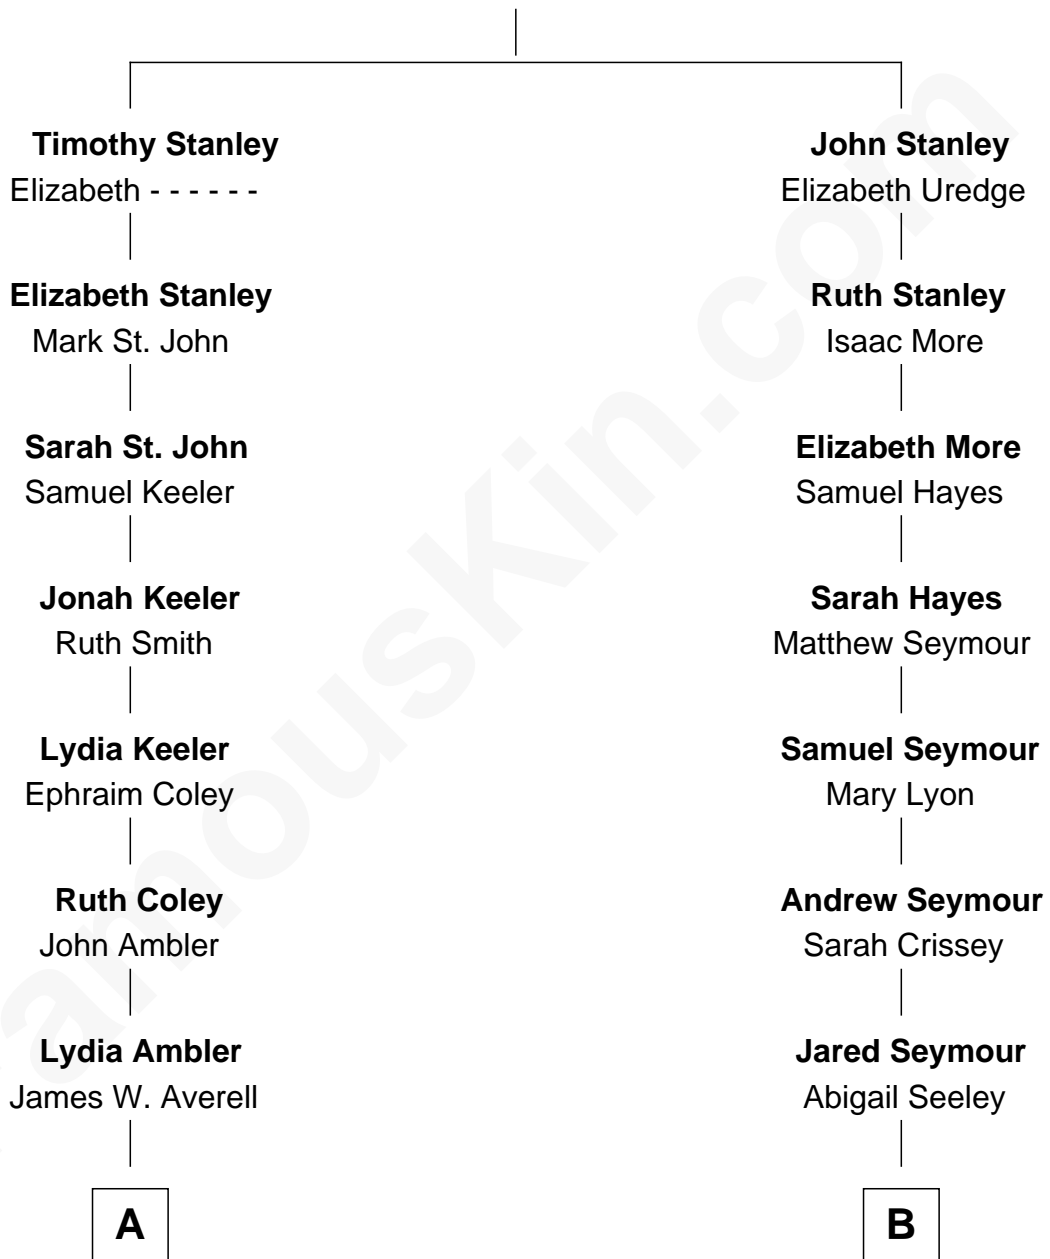 Timothy Stanley
Elizabeth - - - - - -
Elizabeth Stanley
Mark St. John
Sarah St. John
Samuel Keeler
Jonah Keeler
Ruth Smith
Lydia Keeler
Ephraim Coley
Ruth Coley
John Ambler
Lydia Ambler
James W. Averell
A
John Stanley
Elizabeth Uredge
Ruth Stanley
Isaac More
Elizabeth More
Samuel Hayes
Sarah Hayes
Matthew Seymour
Samuel Seymour
Mary Lyon
Andrew Seymour
Sarah Crissey
Jared Seymour
Abigail Seeley
B
amousKin.com